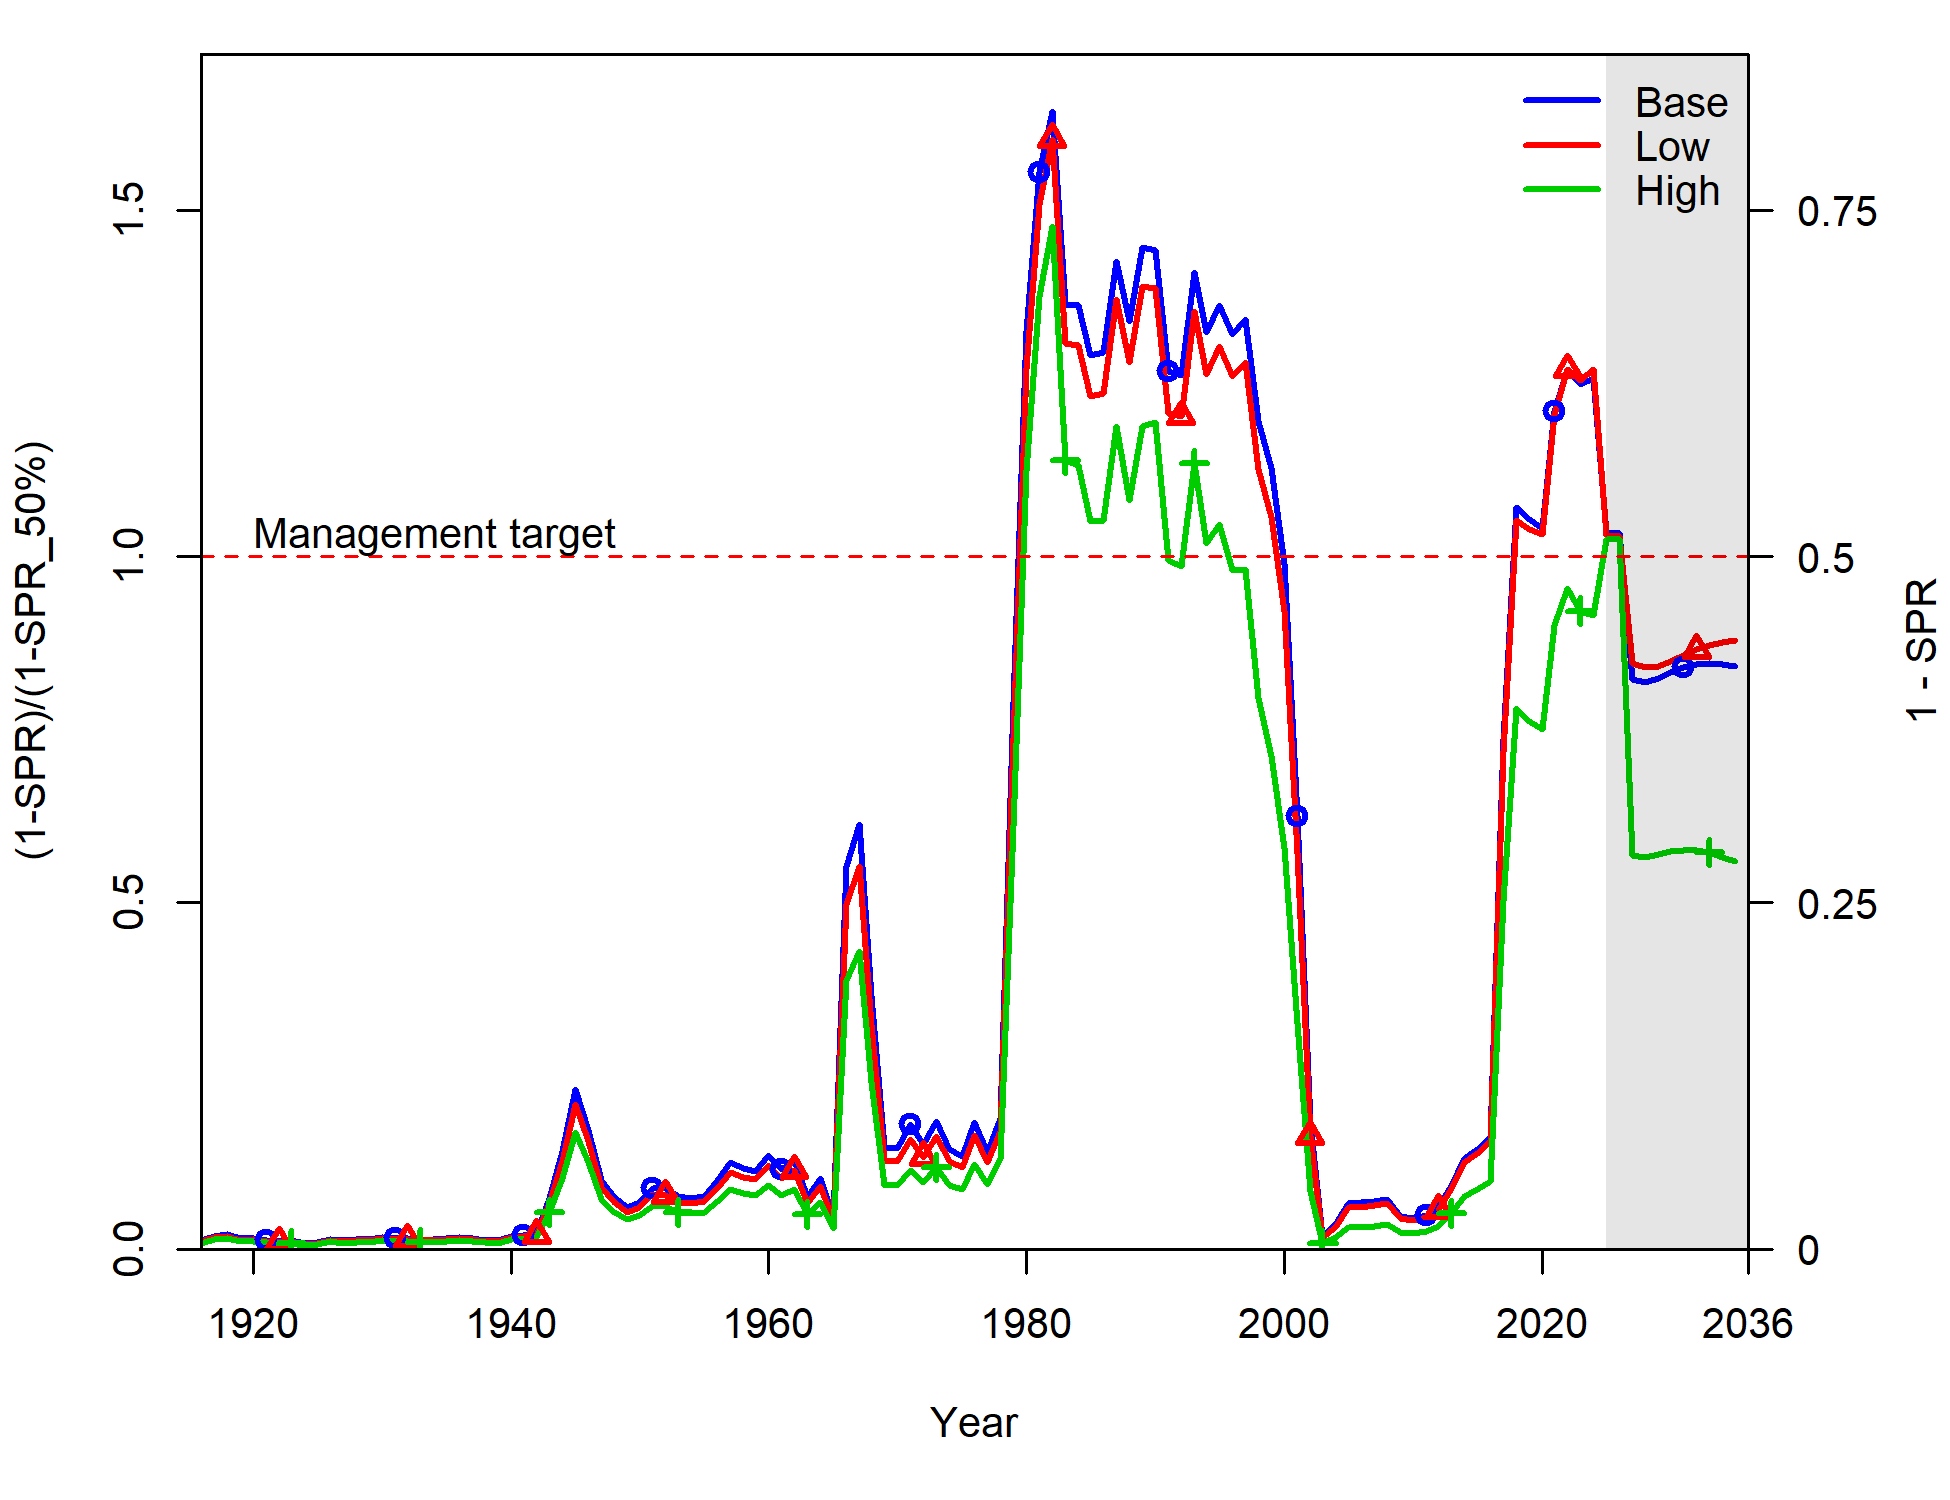 Base
Low
High
Management target
(1-SPR)/(1-SPR_50%)
0.0
0.5
1.0
1.5
1 - SPR
0
0.25
0.5
0.75
1920
1940
1960
1980
2000
2020
2036
Year